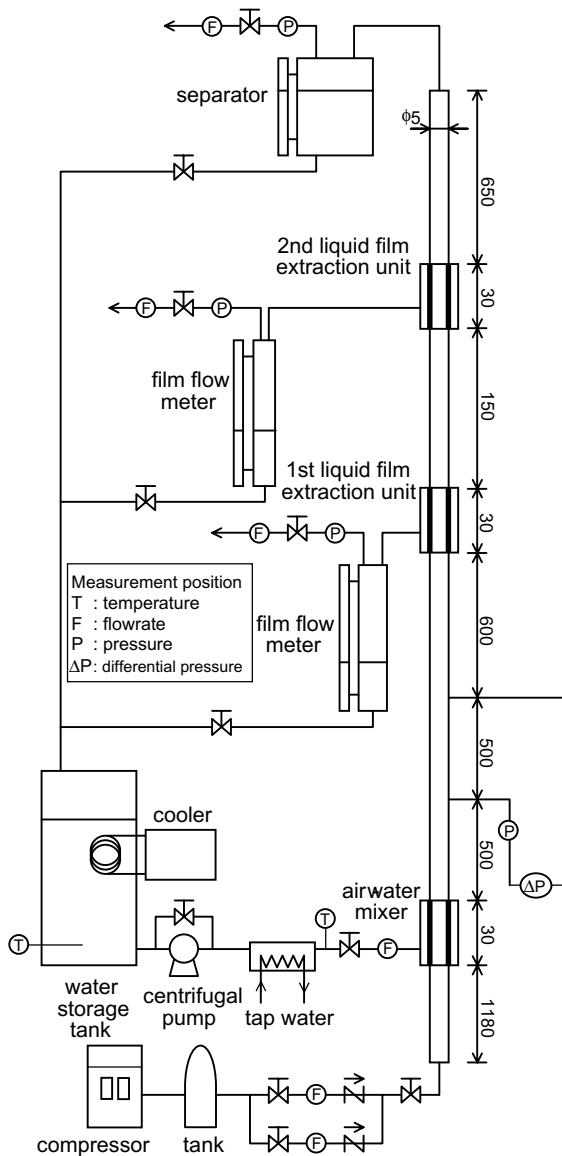 F
P
separator
ϕ5
650
2nd liquid film
extraction unit
30
F
P
film flow
meter
150
1st liquid film
extraction unit
30
F
P
Measurement position
T : temperature
F : flowrate
P : pressure
ΔP: differential pressure
film flow
meter
600
500
cooler
P
500
ΔP
airwater
mixer
T
T
F
30
water
storage
tank
centrifugal
pump
tap water
1180
F
F
compressor
tank